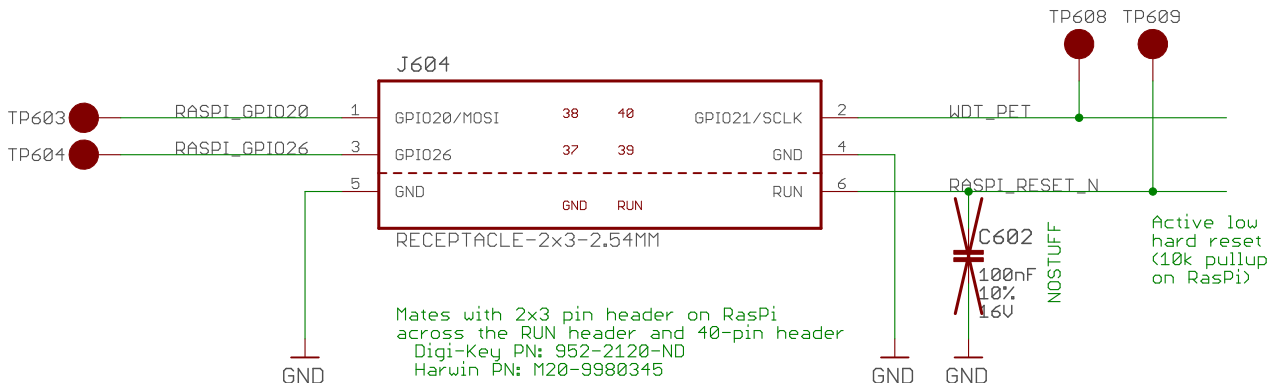 TP608 TP609
J604
TP603 RASPI_GPIO20 1 GPIO20/MOSI 38 40 GPIO21/SCLK 2 WDT_PET
TP604 RASPI_GPIO26 3 GPIO26 37 39 GND 4
5 GND RUN 6 RASPI_RESET_N
GND RUN
RECEPTACLE-2x3-2.54MM
C602
100nF
10%
16V
NOSTUFF
Active low
hard reset
(10k pullup
on RasPi)
Mates with 2x3 pin header on RasPi
across the RUN header and 40-pin header
Digi-Key PN: 952-2120-ND
Harwin PN: M20-9980345
GND GND GND